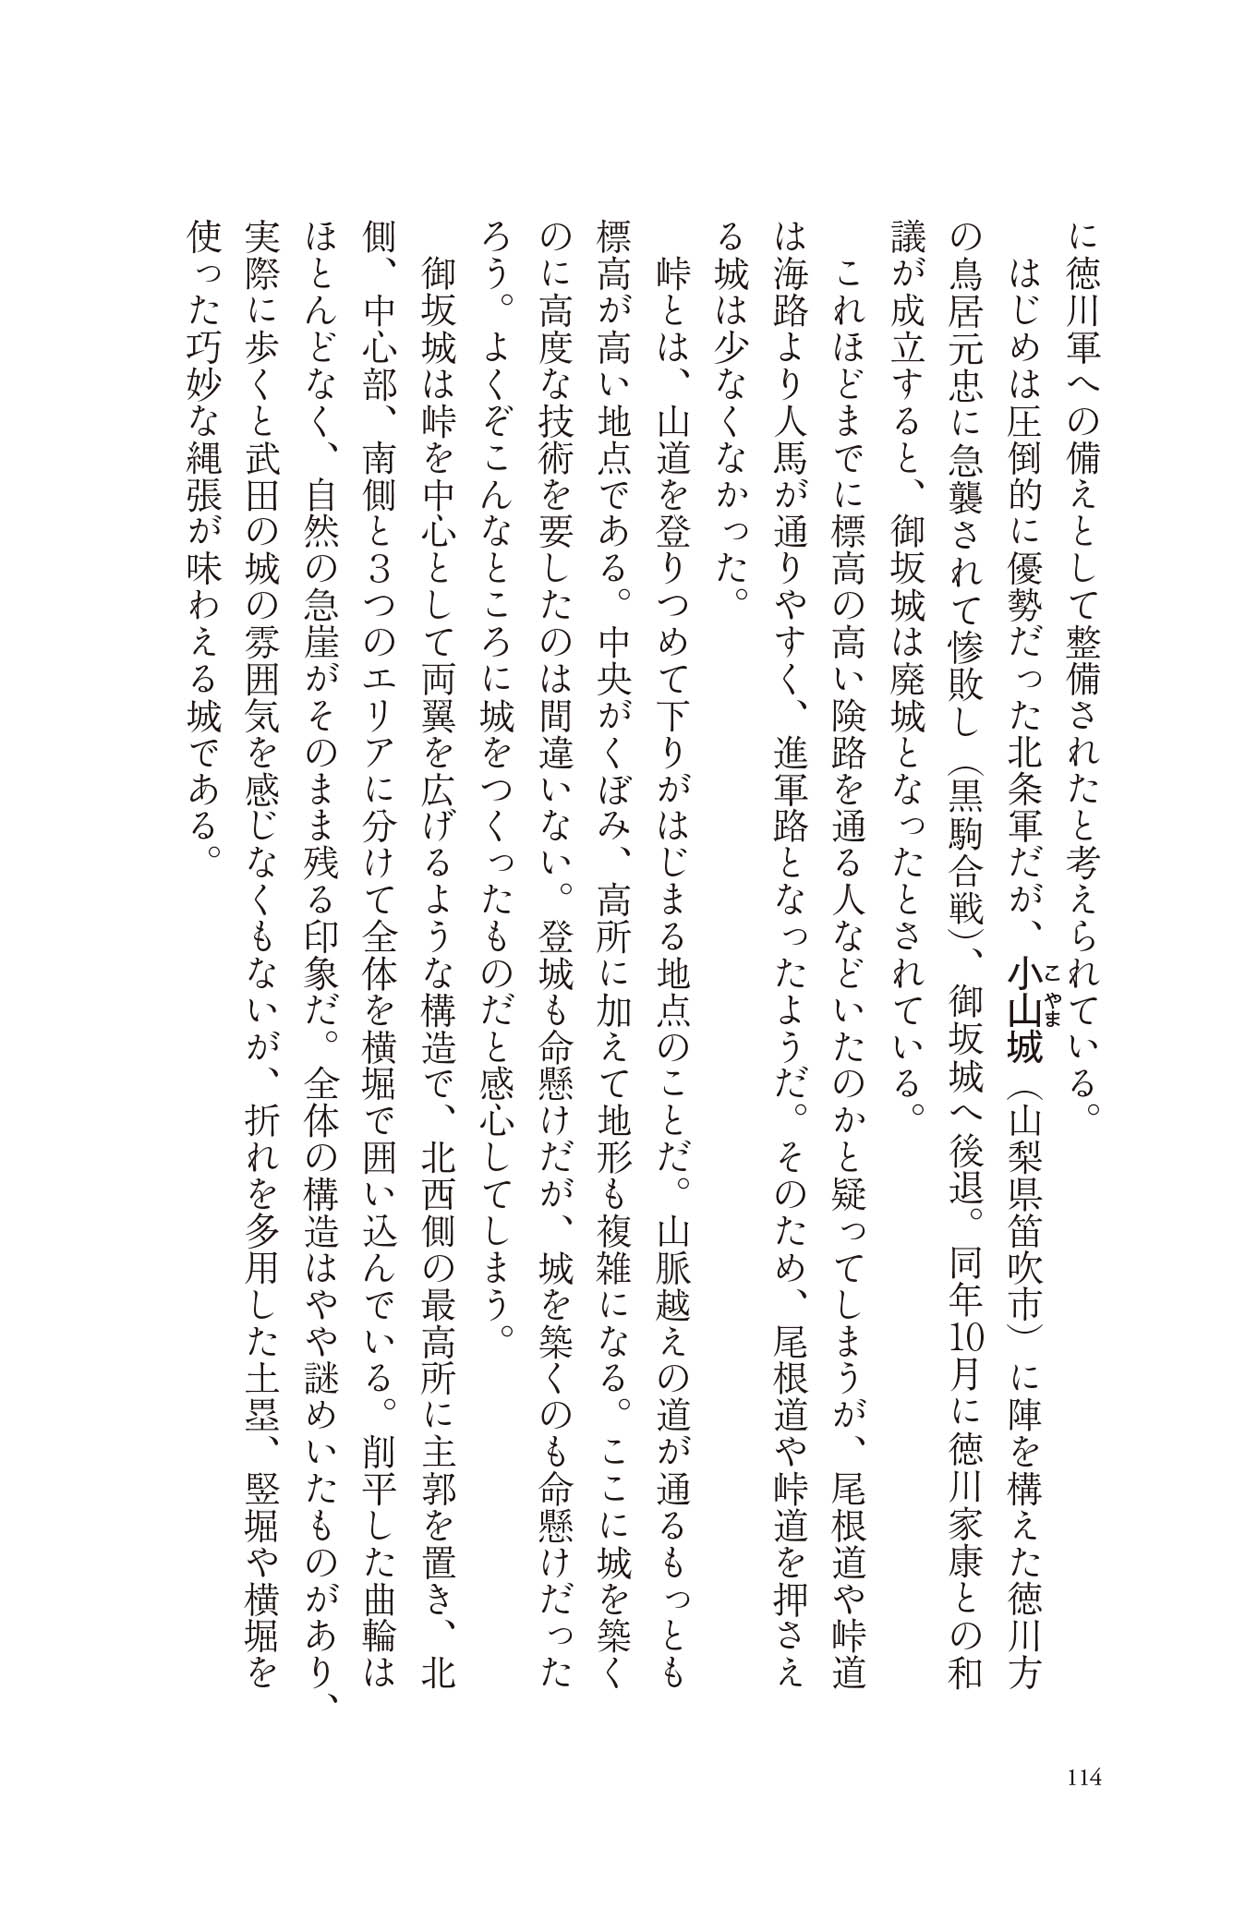 に徳川軍への備えとして整備されたと考えられている。
　はじめは圧倒的に優勢だった北条軍だが、小山城（山梨県笛吹市）に陣を構えた徳川方
こやま
の鳥居元忠に急襲されて惨敗し（黒駒合戦）、御坂城へ後退。同年10月に徳川家康との和
議が成立すると、御坂城は廃城となったとされている。
　これほどまでに標高の高い険路を通る人などいたのかと疑ってしまうが、尾根道や峠道
は海路より人馬が通りやすく、進軍路となったようだ。そのため、尾根道や峠道を押さえ
る城は少なくなかった。
　峠とは、山道を登りつめて下りがはじまる地点のことだ。山脈越えの道が通るもっとも
標高が高い地点である。中央がくぼみ、高所に加えて地形も複雑になる。ここに城を築く
のに高度な技術を要したのは間違いない。登城も命懸けだが、城を築くのも命懸けだった
ろう。よくぞこんなところに城をつくったものだと感心してしまう。
　御坂城は峠を中心として両翼を広げるような構造で、北西側の最高所に主郭を置き、北
側、中心部、南側と３つのエリアに分けて全体を横堀で囲い込んでいる。削平した曲輪は
ほとんどなく、自然の急崖がそのまま残る印象だ。全体の構造はやや謎めいたものがあり、
実際に歩くと武田の城の雰囲気を感じなくもないが、折れを多用した土塁、竪堀や横堀を
使った巧妙な縄張が味わえる城である。
114